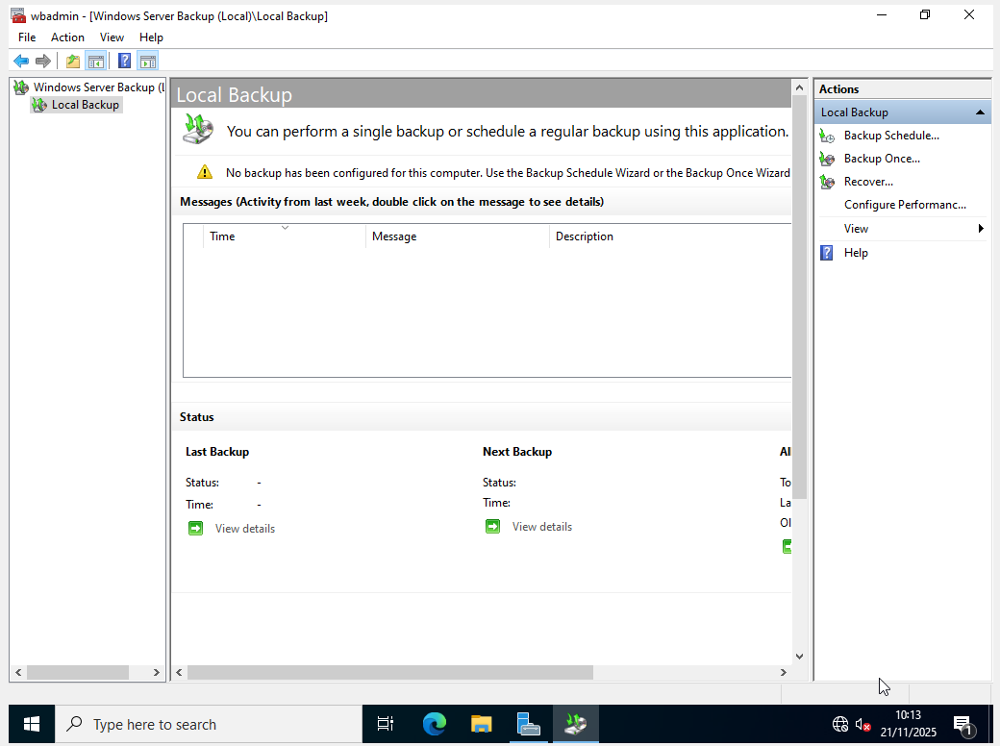 wbadmin - [Windows Server Backup (Local)\Local Backup]
File Action View Help
Windows Server Backup (L
Local Backup
Local Backup
You can perform a single backup or schedule a regular backup using this application.
No backup has been configured for this computer. Use the Backup Schedule Wizard or the Backup Once Wizard
Messages (Activity from last week, double click on the message to see details)
Time Message Description
Status
Last Backup
Status: -
Time: -
View details
Next Backup
Status:
Time:
View details
Al
To
La
Ol
Actions
Local Backup
Backup Schedule...
Backup Once...
Recover...
Configure Performanc...
View
Help
Type here to search
10:13
21/11/2025
1